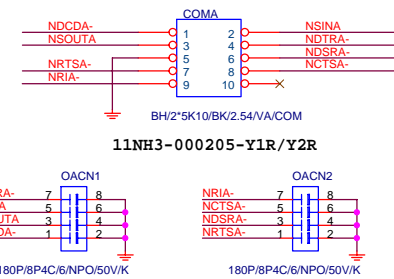 COMA
NDCDA- 1 2 NSINA
NSOUTA 3 4 NDTRA-
5 6 NDSRA-
NRTSA- 7 8 NCTSA-
NRIA- 9 10
BH/2*5K10/BK/2.54/VA/COM
11NH3-000205-Y1R/Y2R
OACN1 OACN2
RA- 7 8 NRIA- 7 8
A 5 6 NCTSA- 5 6
UTA 3 4 NDSRA- 3 4
DA- 1 2 NRTSA- 1 2
180P/8P4C/6/NPO/50V/K 180P/8P4C/6/NPO/50V/K